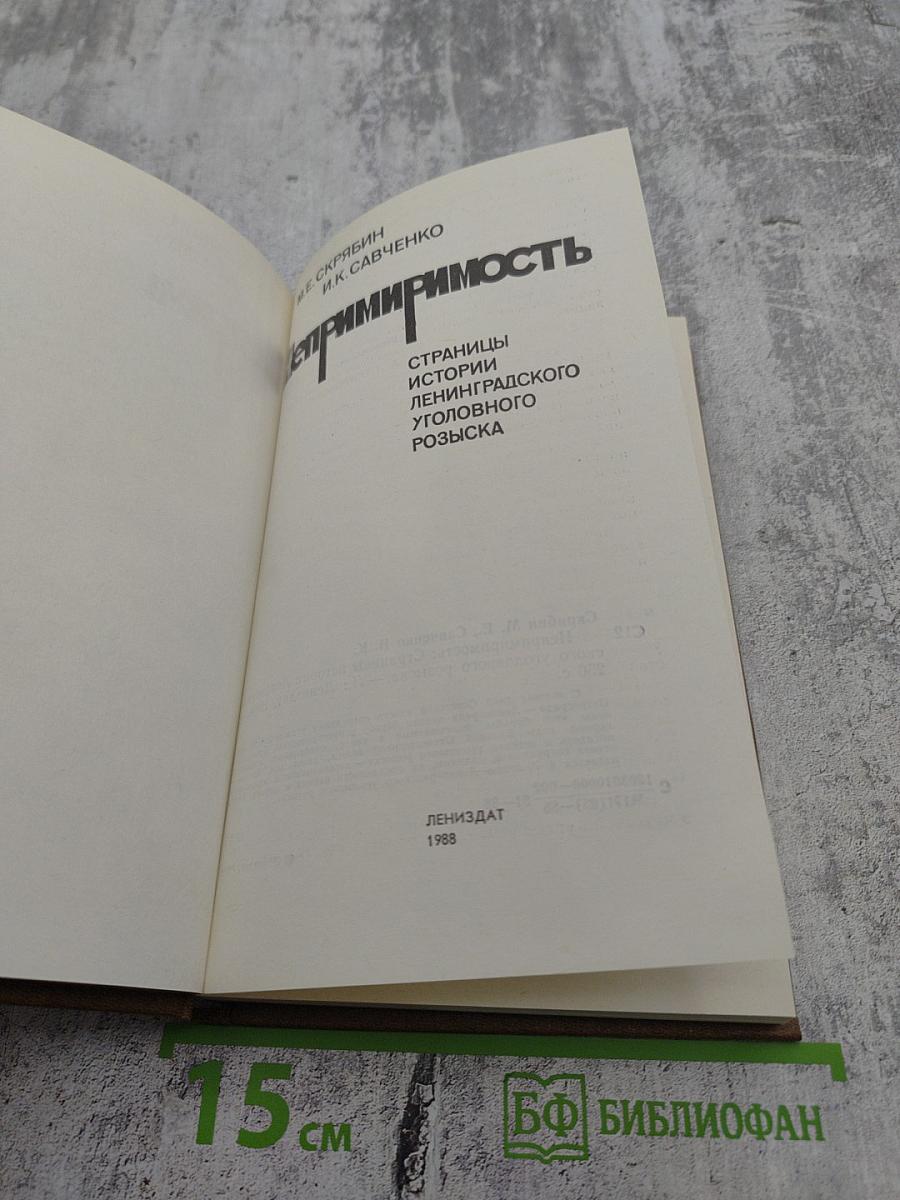 М.Е. СКРЯБИН
И.К. САВЧЕНКО
Непримиримость
СТРАНИЦЫ
ИСТОРИИ
ЛЕНИНГРАДСКОГО
УГОЛОВНОГО
РОЗЫСКА
ЛЕНИЗДАТ
1988
15 СМ
БФ БИБЛИОФАН